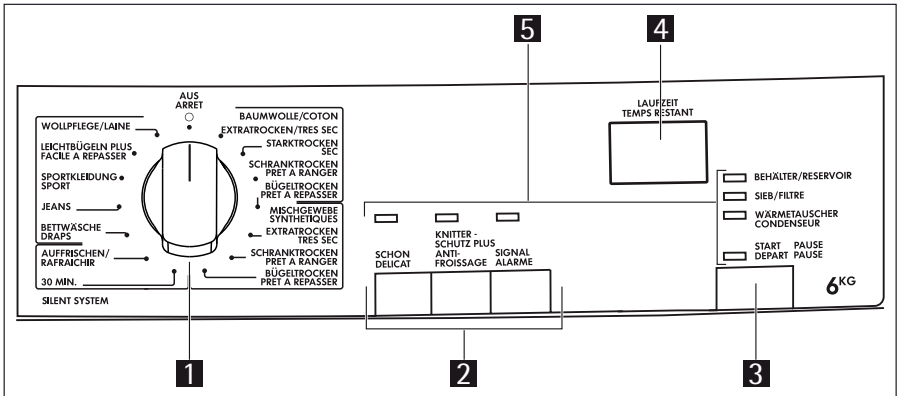 5
4
AUS
ARRET
WOLLPFLEGE/LAINE
LEICHTBÜGELN PLUS
FACILE A REPASSER
SPORTKLEIDUNG
SPORT
JEANS
BETTWÄSCHE
DRAPS
AUFFRISCHEN/
RAFRAICHIR
30 MIN.
SILENT SYSTEM
BAUMWOLLE/COTON
EXTRATROCKEN/TRES SEC
STARKTROCKEN
SEC
SCHRANKTROCKEN
PRET A RANGER
BÜGELTROCKEN
PRET A REPASSER
MISCHGEWEBE
SYNTHETIQUES
EXTRATROCKEN
TRES SEC
SCHRANKTROCKEN
PRET A RANGER
BÜGELTROCKEN
PRET A REPASSER
SCHON
DELICAT
KNITTER -
SCHUTZ PLUS
ANTI-
FROISSAGE
SIGNAL
ALARME
LAUFZEIT
TEMPS RESTANT
BEHÄLTER/RESERVOIR
SIEB/FILTRE
WÄRMETAUSCHER
CONDENSEUR
START PAUSE
DEPART PAUSE
6KG
1
2
3